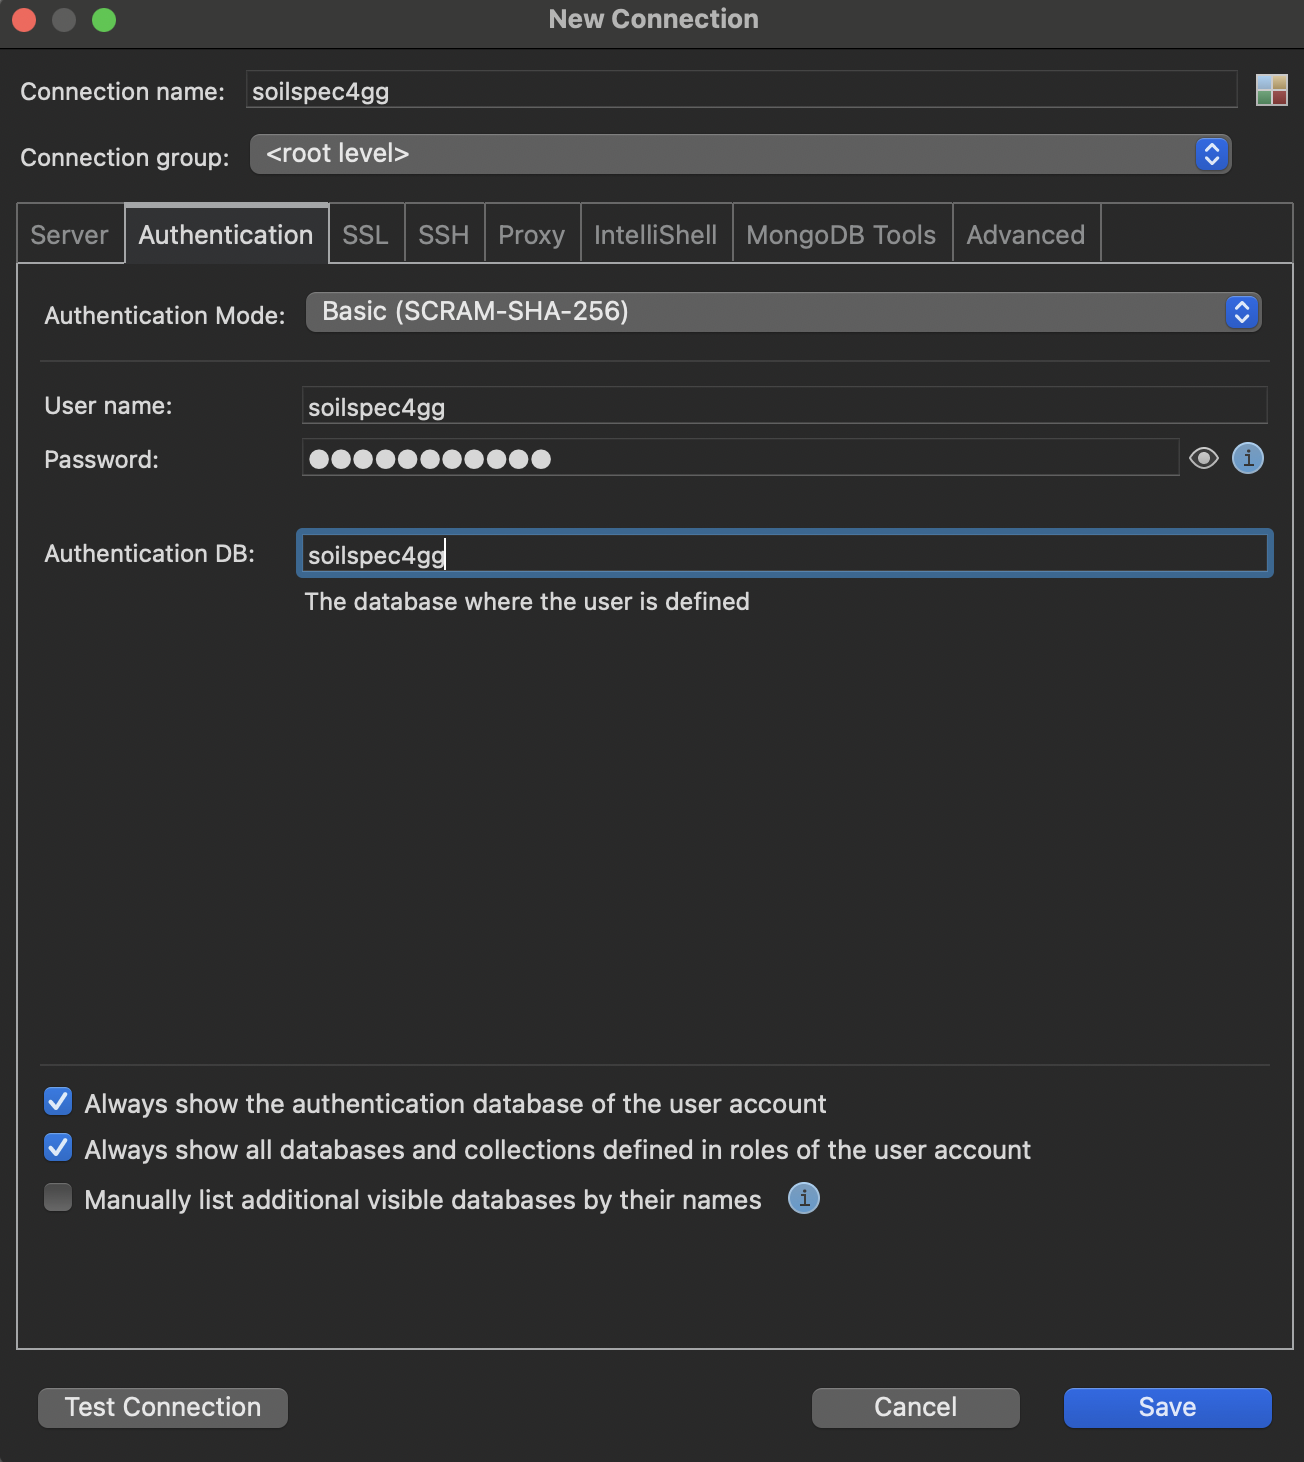 New Connection
Connection name: soilspec4gg
Connection group: <root level>
Server Authentication SSL SSH Proxy IntelliShell MongoDB Tools Advanced
Authentication Mode: Basic (SCRAM-SHA-256)
User name: soilspec4gg
Password: ●●●●●●●●●●●
Authentication DB: soilspec4gg
The database where the user is defined
Always show the authentication database of the user account
Always show all databases and collections defined in roles of the user account
Manually list additional visible databases by their names
Test Connection Cancel Save